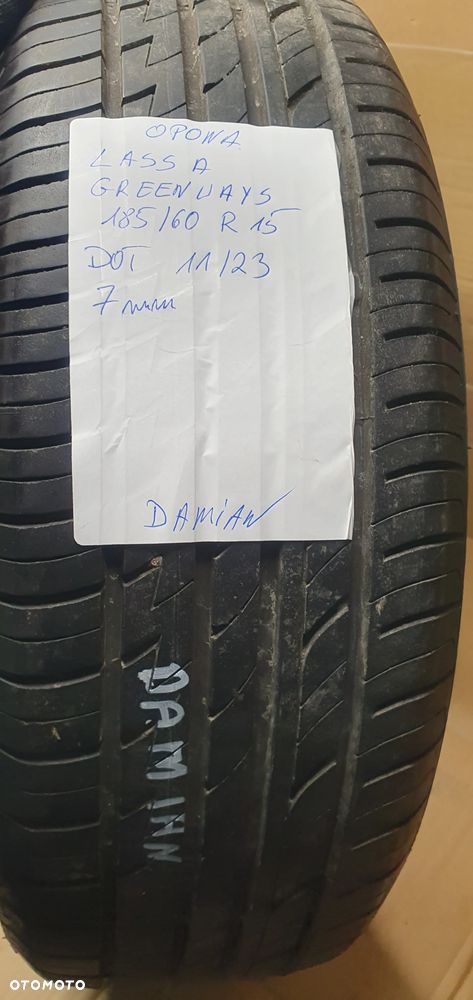 OPONA
LASSA
GREENWAYS
185/60 R 15
DOT 11/23
7mm
DAMIAN
DAMIAN
OTOMOTO